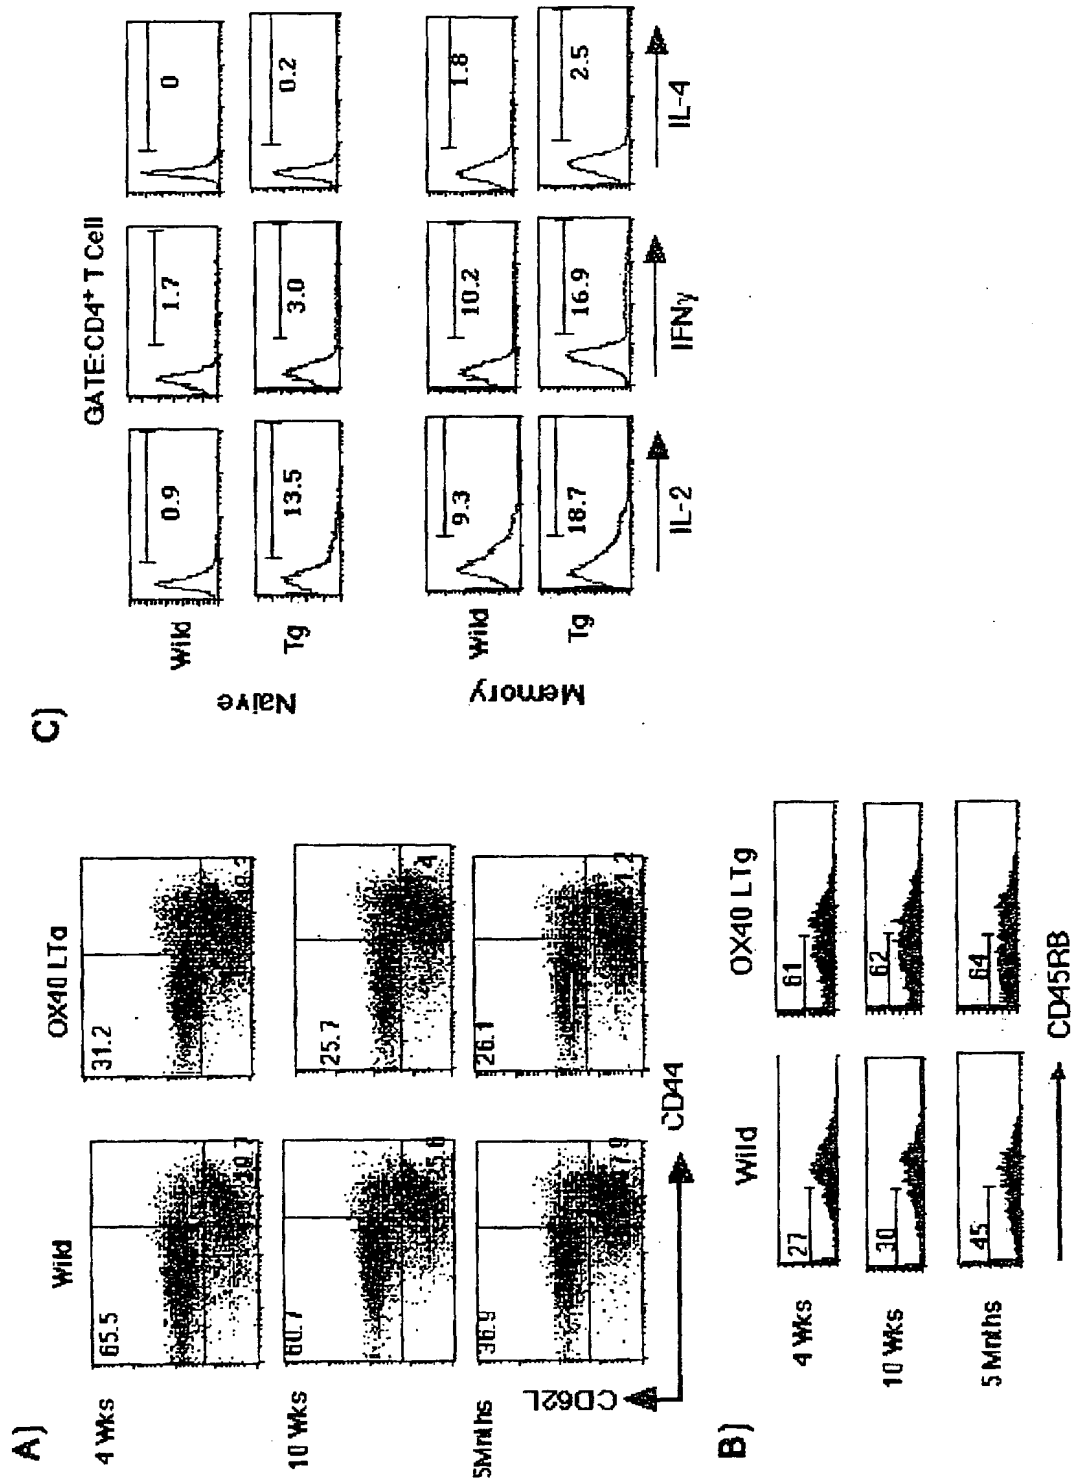 A)
Wild
OX40 LTa
4 Wks
65.5
31.2
10 Wks
60.7
25.7
5Mnths
36.9
26.1
CD62L
CD44
B)
Wild
OX40 LTg
4 Wks
27
61
10 Wks
30
62
5 Mnths
45
64
CD45RB
C)
GATE:CD4+ T Cell
Naive
Wild
0.9
1.7
0
Tg
13.5
3.0
0.2
Memory
Wild
9.3
10.2
1.8
Tg
18.7
16.9
2.5
IL-2
IFNγ
IL-4